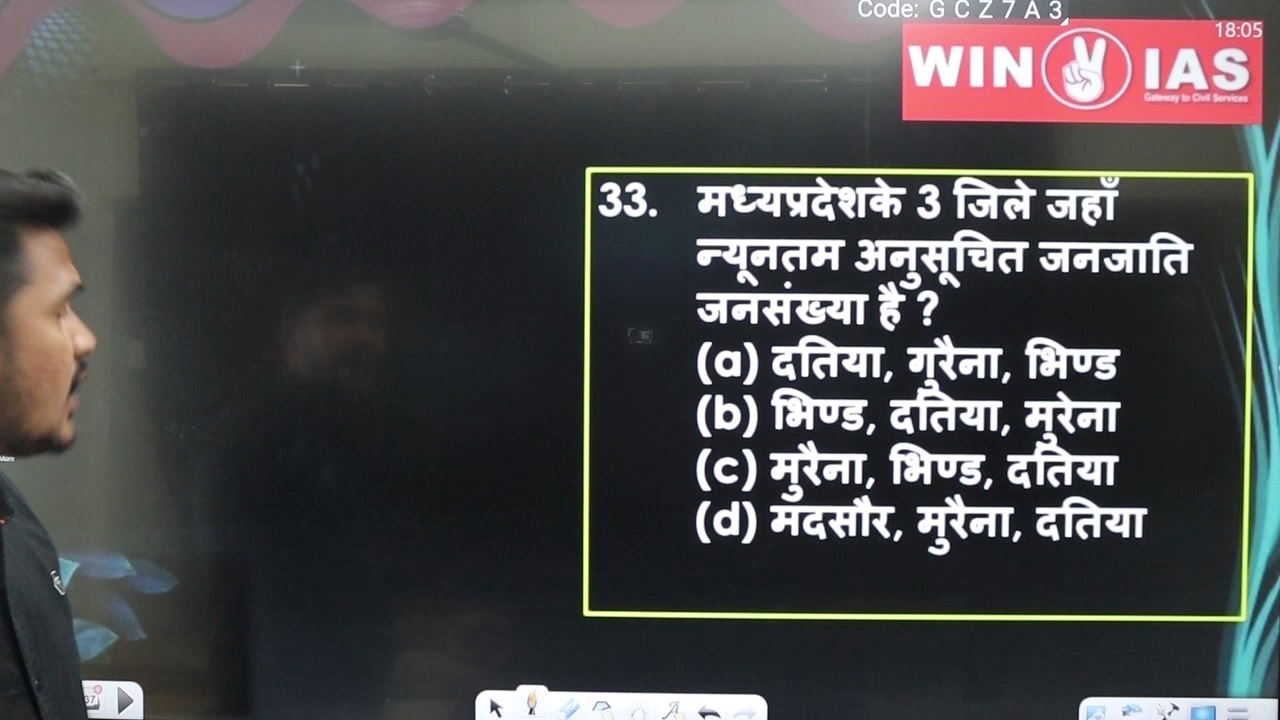 Code: G C Z 7 A 3
18:05
WIN IAS
Gateway to Civil Services
33. मध्यप्रदेशके 3 जिले जहाँ
न्यूनतम अनुसूचित जनजाति
जनसंख्या है ?
(a) दतिया, गुरैना, भिण्ड
(b) भिण्ड, दतिया, मुरेना
(c) मुरैना, भिण्ड, दतिया
(d) मंदसौर, मुरैना, दतिया
37